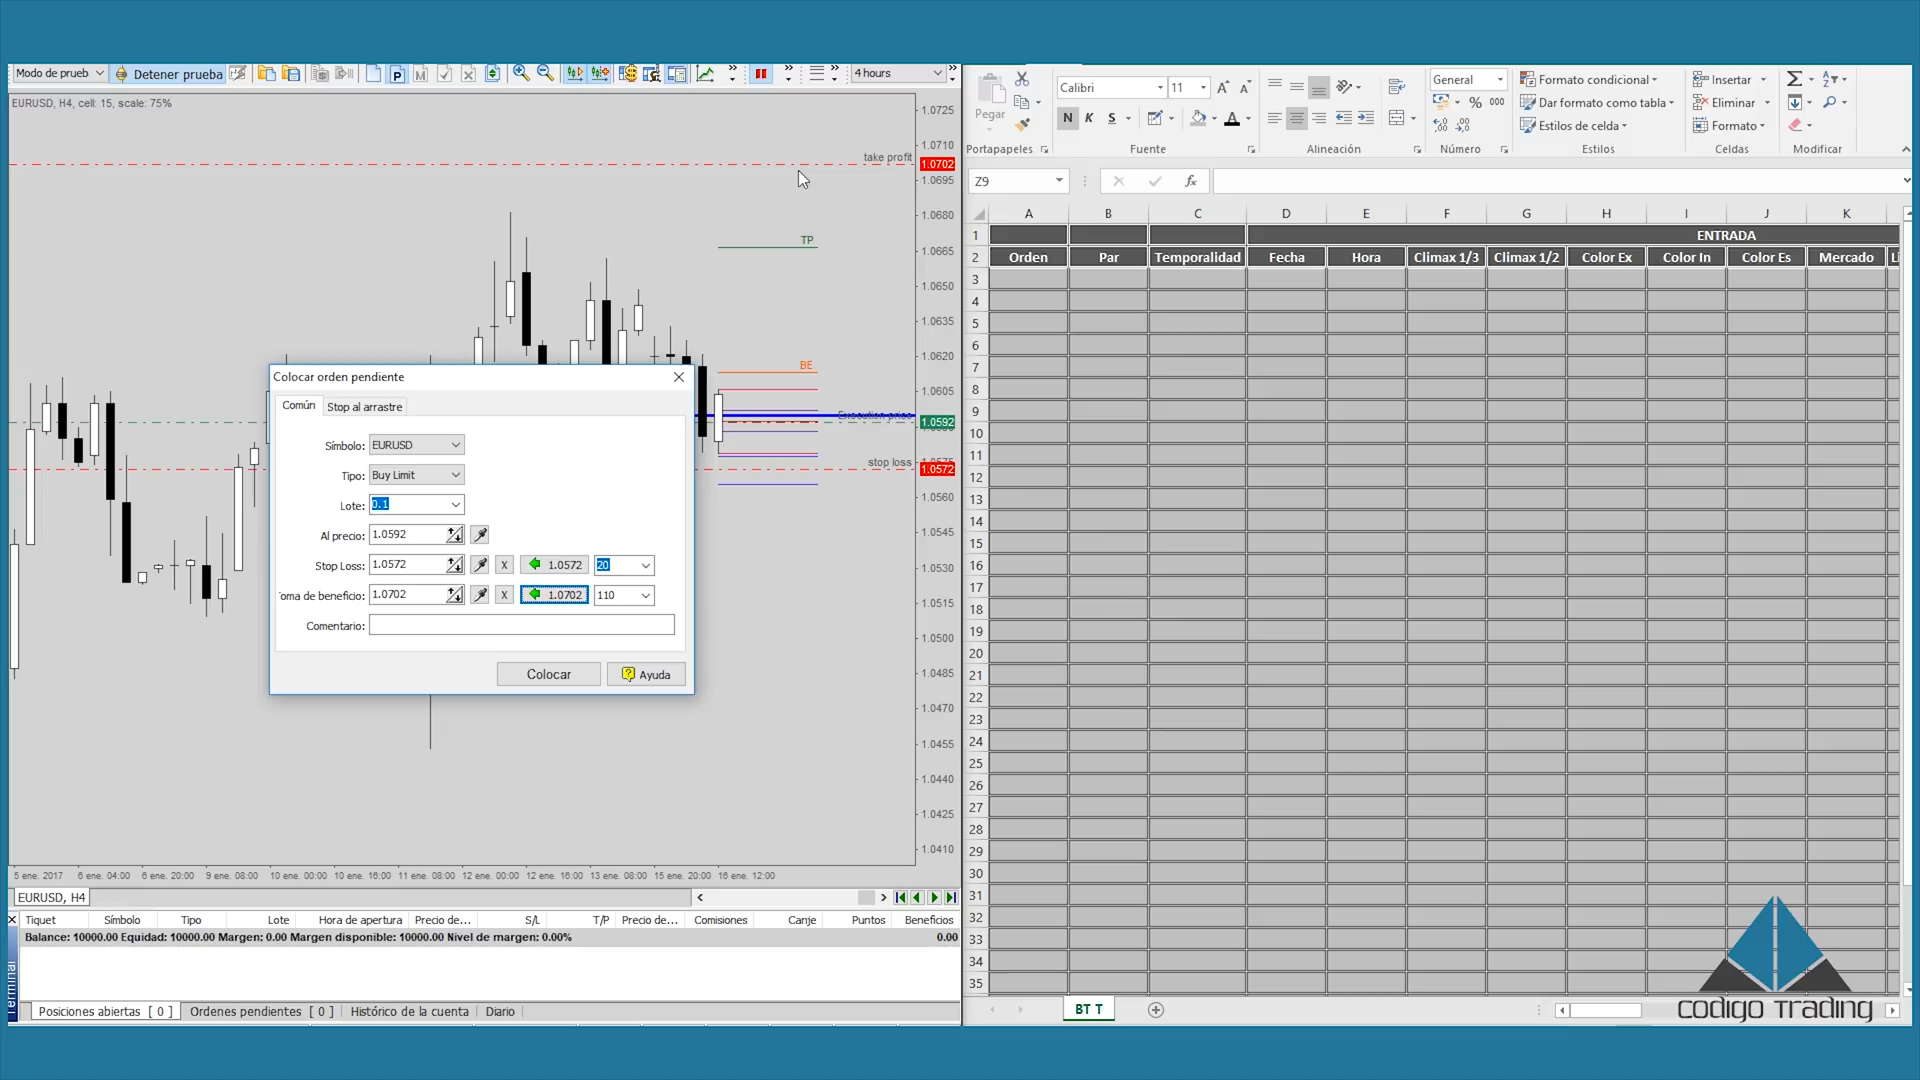 Modo de prueb
Detener prueba
4 hours
EURUSD, H4, cell: 15, scale: 75%
take profit
TP
BE
Execution price
stop loss
1.0725
1.0710
1.0702
1.0695
1.0680
1.0665
1.0650
1.0635
1.0620
1.0605
1.0592
1.0572
1.0560
1.0545
1.0530
1.0515
1.0500
1.0485
1.0470
1.0455
1.0440
1.0425
1.0410
Colocar orden pendiente
Común
Stop al arrastre
Símbolo: EURUSD
Tipo: Buy Limit
Lote: 0.1
Al precio: 1.0592
Stop Loss: 1.0572 X 1.0572 20
oma de beneficio: 1.0702 X 1.0702 110
Comentario:
Colocar
Ayuda
5 ene. 2017 6 ene. 04:00 6 ene. 20:00 9 ene. 08:00 10 ene. 00:00 10 ene. 16:00 11 ene. 08:00 12 ene. 00:00 12 ene. 16:00 13 ene. 08:00 15 ene. 20:00 16 ene. 12:00
EURUSD, H4
Tiquet Símbolo Tipo Lote Hora de apertura Precio de... S/L T/P Precio de... Comisiones Canje Puntos Beneficios
Balance: 10000.00 Equidad: 10000.00 Margen: 0.00 Margen disponible: 10000.00 Nivel de margen: 0.00% 0.00
Terminal
Posiciones abiertas [ 0 ] Ordenes pendientes [ 0 ] Histórico de la cuenta Diario
Pegar
Portapapeles
Calibri 11
N K S
Fuente
Alineación
General
% 000
Número
Formato condicional
Dar formato como tabla
Estilos de celda
Estilos
Insertar
Eliminar
Formato
Celdas
Modificar
Z9
fx
A B C D E F G H I J K
1 ENTRADA
2 Orden Par Temporalidad Fecha Hora Climax 1/3 Climax 1/2 Color Ex Color In Color Es Mercado
3
4
5
6
7
8
9
10
11
12
13
14
15
16
17
18
19
20
21
22
23
24
25
26
27
28
29
30
31
32
33
34
35
BT T
codigo Trading